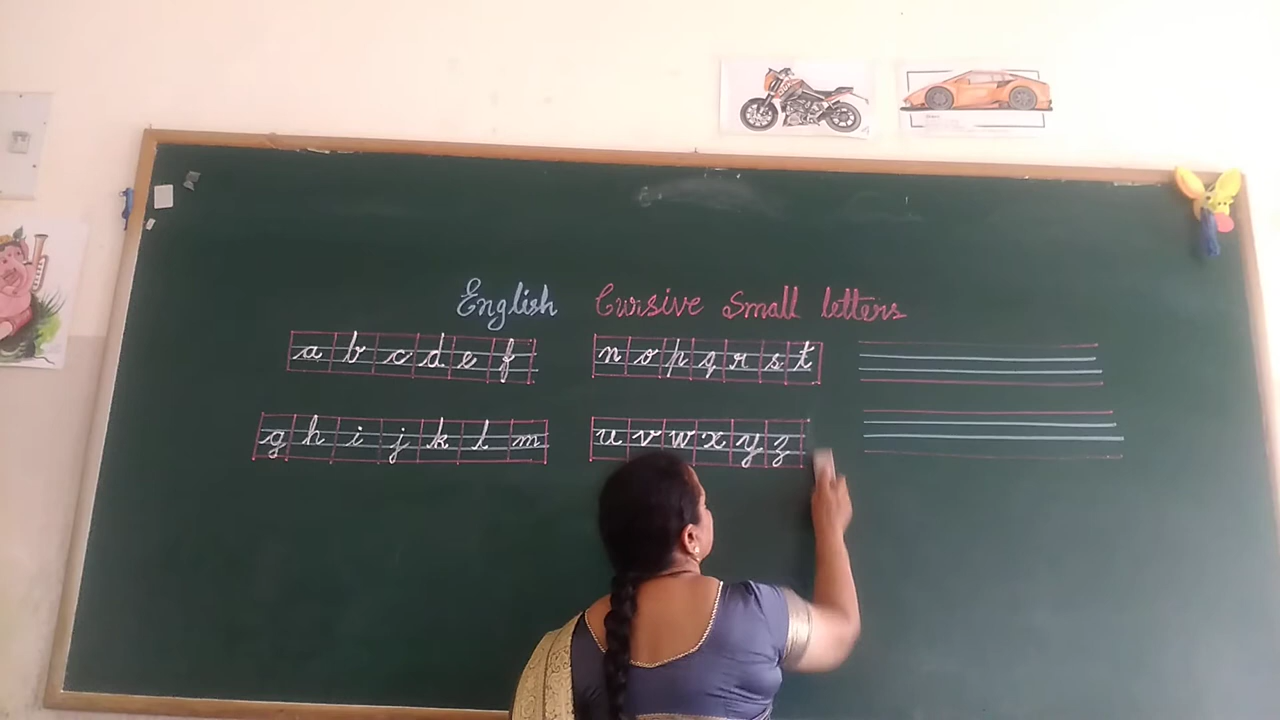 English Cursive Small letters
a b c d e f
g h i j k l m
n o p q r s t
u v w x y z